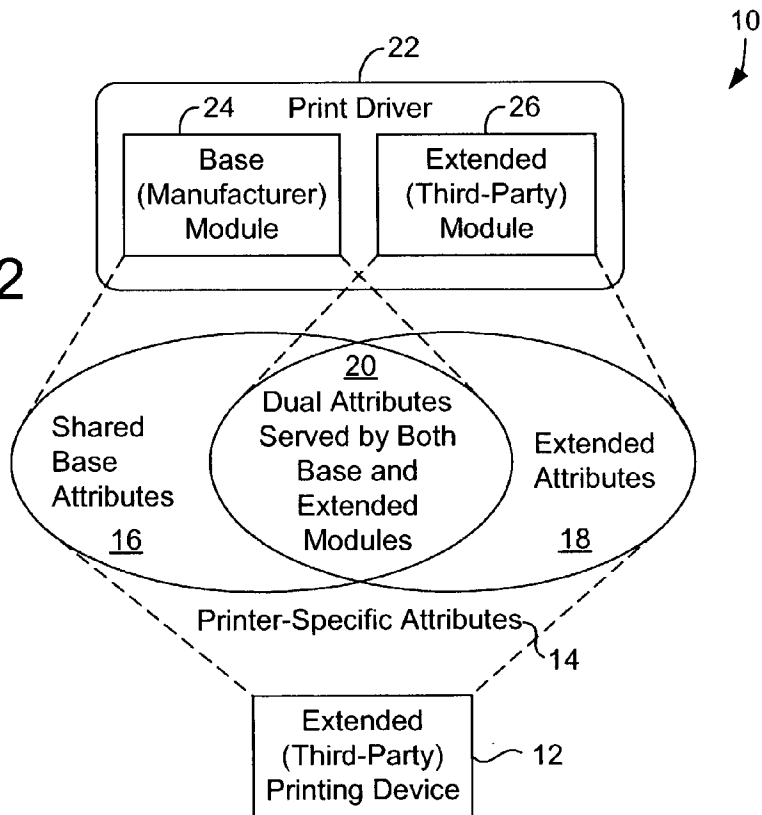 10
22
Print Driver
24
26
Base
(Manufacturer)
Module
Extended
(Third-Party)
Module
2
20
Dual Attributes
Served by Both
Base and
Extended
Modules
Shared
Base
Attributes
16
Extended
Attributes
18
Printer-Specific Attributes
14
Extended
(Third-Party)
Printing Device
12